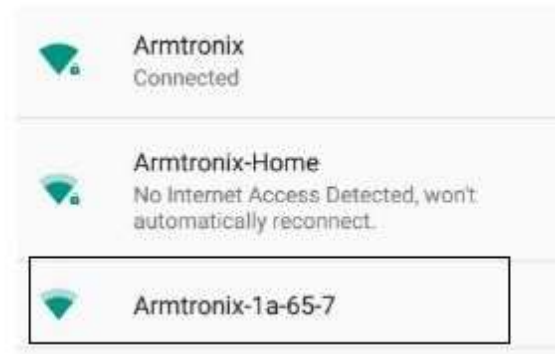 Armtronix
Connected
Armtronix-Home
No Internet Access Detected, won't
automatically reconnect.
Armtronix-1a-65-7